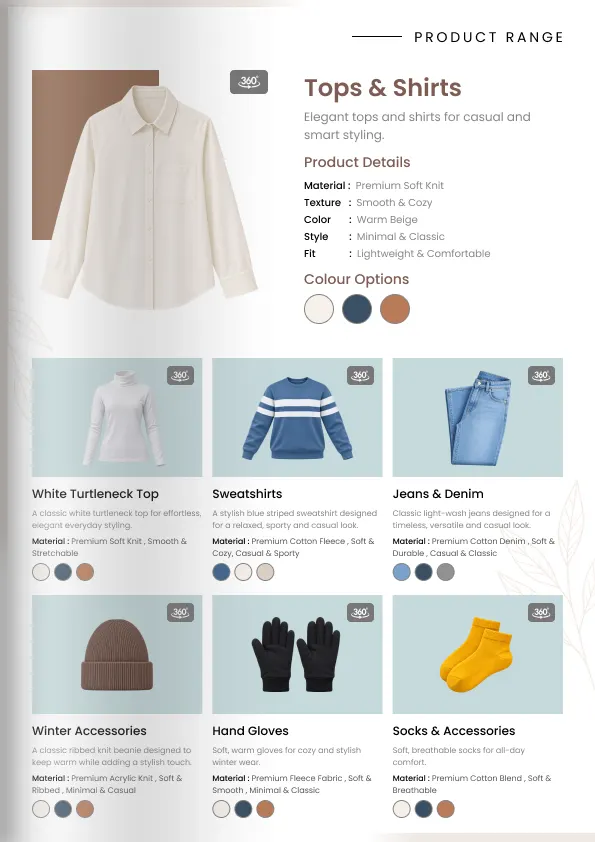 PRODUCT RANGE
360°
Tops & Shirts
Elegant tops and shirts for casual and
smart styling.
Product Details
Material : Premium Soft Knit
Texture : Smooth & Cozy
Color : Warm Beige
Style : Minimal & Classic
Fit : Lightweight & Comfortable
Colour Options
360°
360°
360°
White Turtleneck Top
A classic white turtleneck top for effortless,
elegant everyday styling.
Material : Premium Soft Knit , Smooth &
Stretchable
Sweatshirts
A stylish blue striped sweatshirt designed
for a relaxed, sporty and casual look.
Material : Premium Cotton Fleece , Soft &
Cozy, Casual & Sporty
Jeans & Denim
Classic light-wash jeans designed for a
timeless, versatile and casual look.
Material : Premium Cotton Denim , Soft &
Durable , Casual & Classic
360°
360°
360°
Winter Accessories
A classic ribbed knit beanie designed to
keep warm while adding a stylish touch.
Material : Premium Acrylic Knit , Soft &
Ribbed , Minimal & Casual
Hand Gloves
Soft, warm gloves for cozy and stylish
winter wear.
Material : Premium Fleece Fabric , Soft &
Smooth , Minimal & Classic
Socks & Accessories
Soft, breathable socks for all-day
comfort.
Material : Premium Cotton Blend , Soft &
Breathable